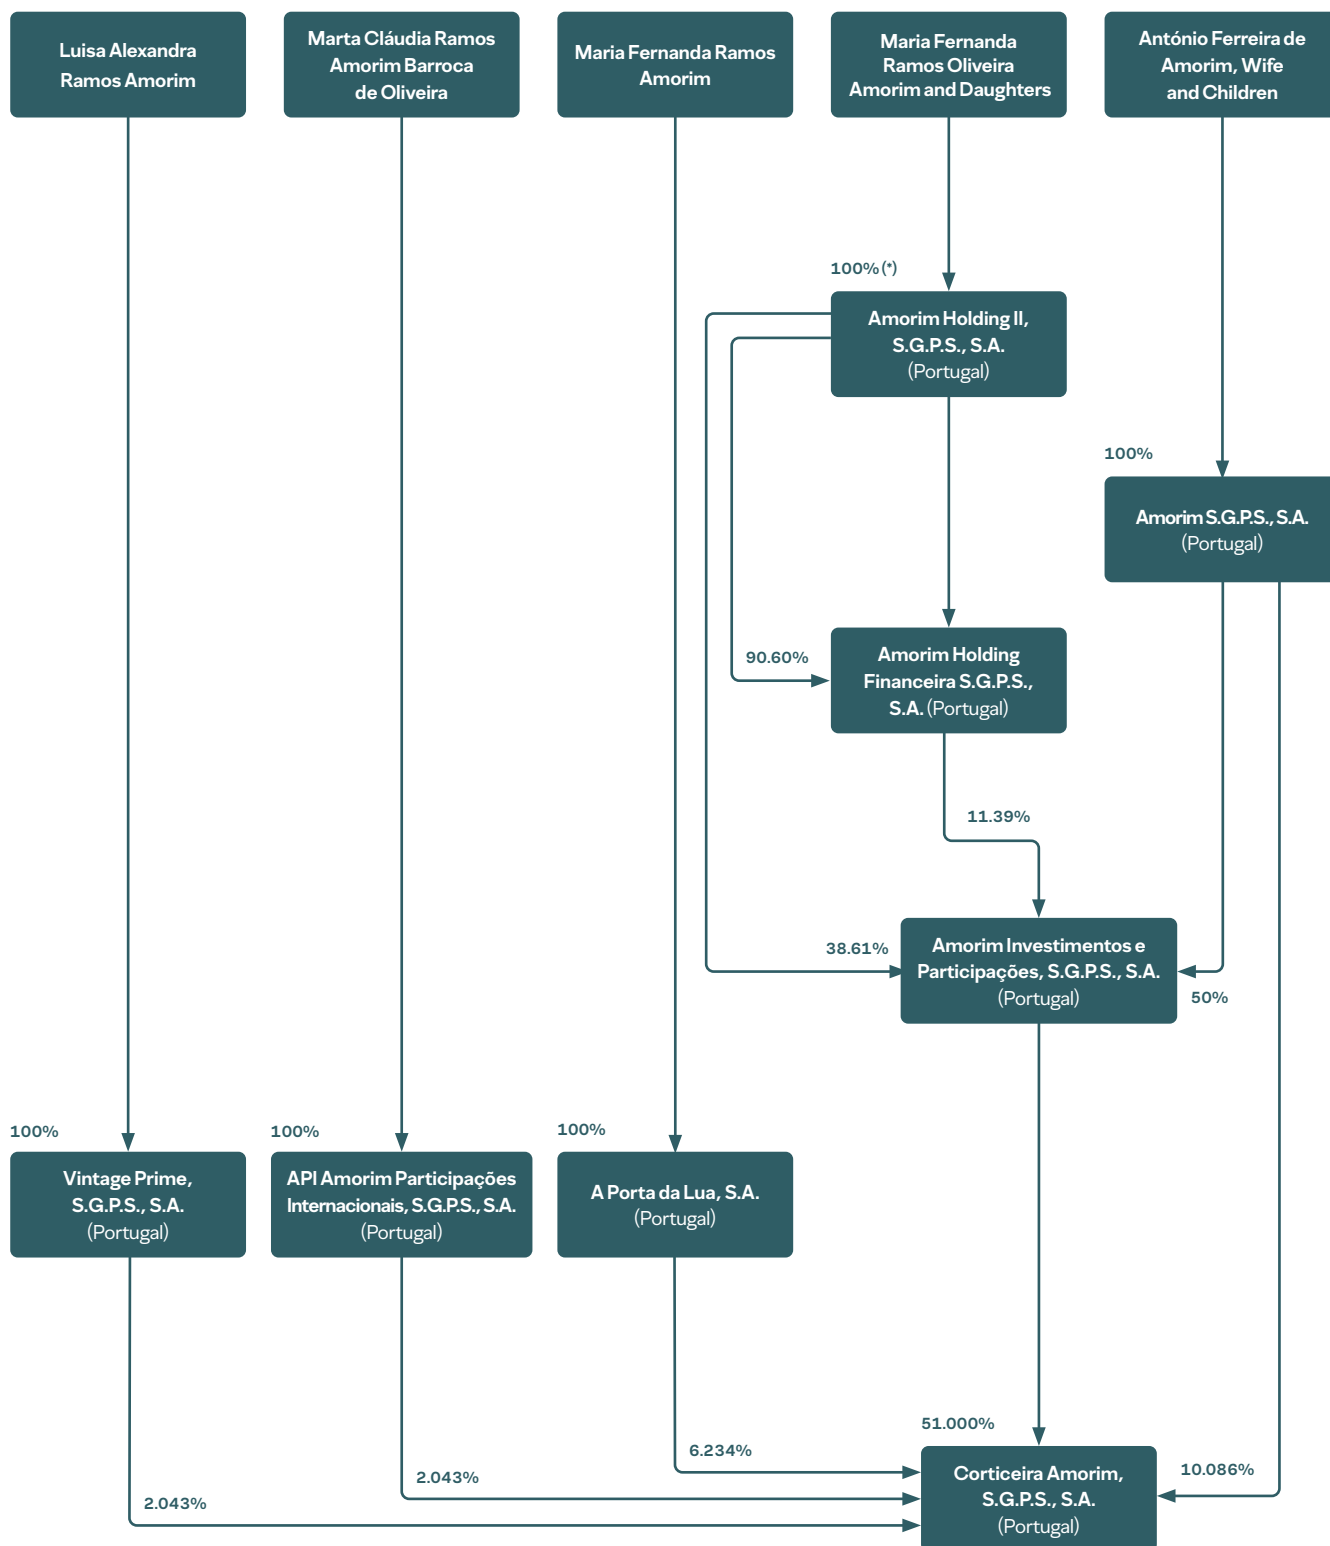 Luisa Alexandra
Ramos Amorim
Marta Cláudia Ramos
Amorim Barroca
de Oliveira
Maria Fernanda Ramos
Amorim
Maria Fernanda
Ramos Oliveira
Amorim and Daughters
António Ferreira de
Amorim, Wife
and Children
100% (*)
Amorim Holding II,
S.G.P.S., S.A.
(Portugal)
100%
Amorim S.G.P.S., S.A.
(Portugal)
90.60%
Amorim Holding
Financeira S.G.P.S.,
S.A. (Portugal)
11.39%
38.61%
Amorim Investimentos e
Participações, S.G.P.S., S.A.
(Portugal)
50%
100%
Vintage Prime,
S.G.P.S., S.A.
(Portugal)
100%
API Amorim Participações
Internacionais, S.G.P.S., S.A.
(Portugal)
100%
A Porta da Lua, S.A.
(Portugal)
51.000%
6.234%
2.043%
2.043%
Corticeira Amorim,
S.G.P.S., S.A.
(Portugal)
10.086%